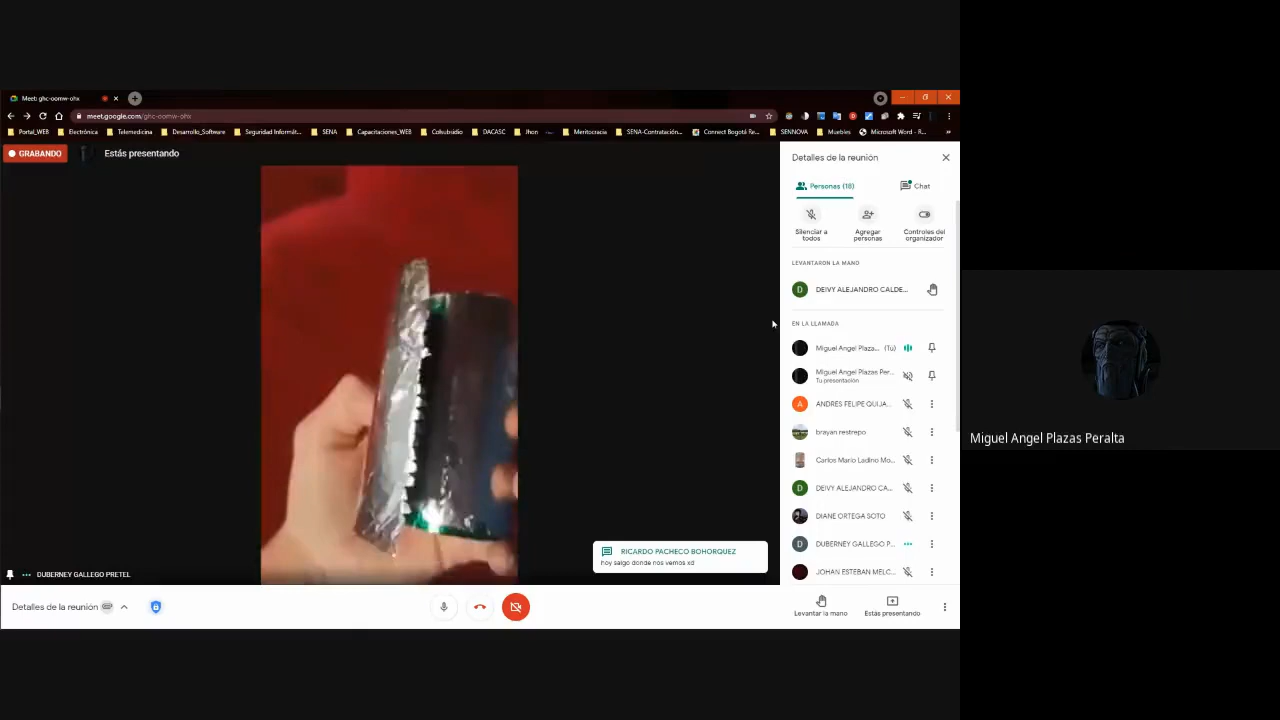 Meet: ghc-oomw-ohx
meet.google.com/ghc-oomw-ohx
Portal_WEB Electrónica Telemedicina Desarrollo_Software Seguridad Informát... SENA Capacitaciones_WEB Colsubsidio DACASC Jhon Meritocracia SENA-Contratación... Connect Bogotá Re... SENNOVA Muebles Microsoft Word - R... »
GRABANDO Estás presentando
Detalles de la reunión
Personas (18) Chat
Silenciar a todos
Agregar personas
Controles del organizador
LEVANTARON LA MANO
D DEIVY ALEJANDRO CALDE...
EN LA LLAMADA
Miguel Angel Plaza... (Tú)
Miguel Angel Plazas Per...
Tu presentación
A ANDRES FELIPE QUIJA...
brayan restrepo
Carlos Mario Ladino Mo...
D DEIVY ALEJANDRO CA...
DIANE ORTEGA SOTO
D DUBERNEY GALLEGO P...
JOHAN ESTEBAN MELC...
RICARDO PACHECO BOHORQUEZ
hoy salgo donde nos vemos xd
DUBERNEY GALLEGO PRETEL
Detalles de la reunión
Levantar la mano
Estás presentando
Miguel Angel Plazas Peralta